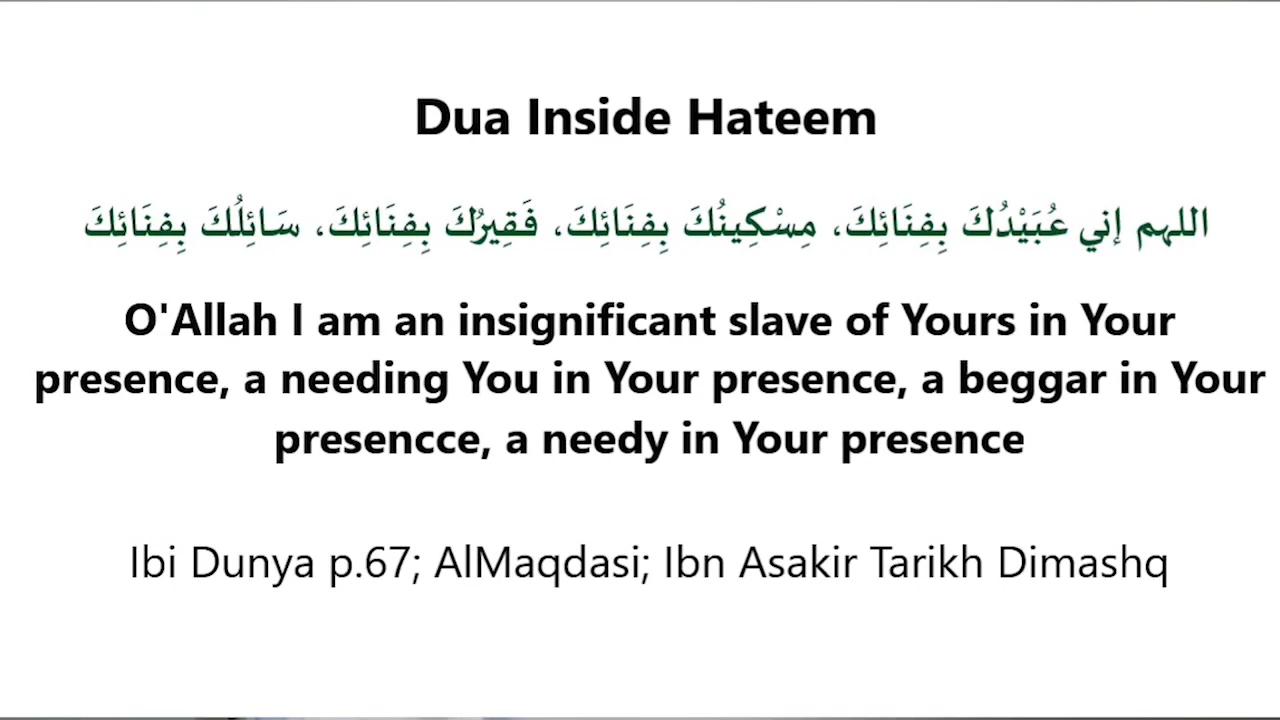 Dua Inside Hateem
اللهم إني عُبَيْدُكَ بِفِنَائِكَ، مِسْكِينُكَ بِفِنَائِكَ، فَقِيرُكَ بِفِنَائِكَ، سَائِلُكَ بِفِنَائِكَ
O'Allah I am an insignificant slave of Yours in Your
presence, a needing You in Your presence, a beggar in Your
presencce, a needy in Your presence
Ibi Dunya p.67; AlMaqdasi; Ibn Asakir Tarikh Dimashq